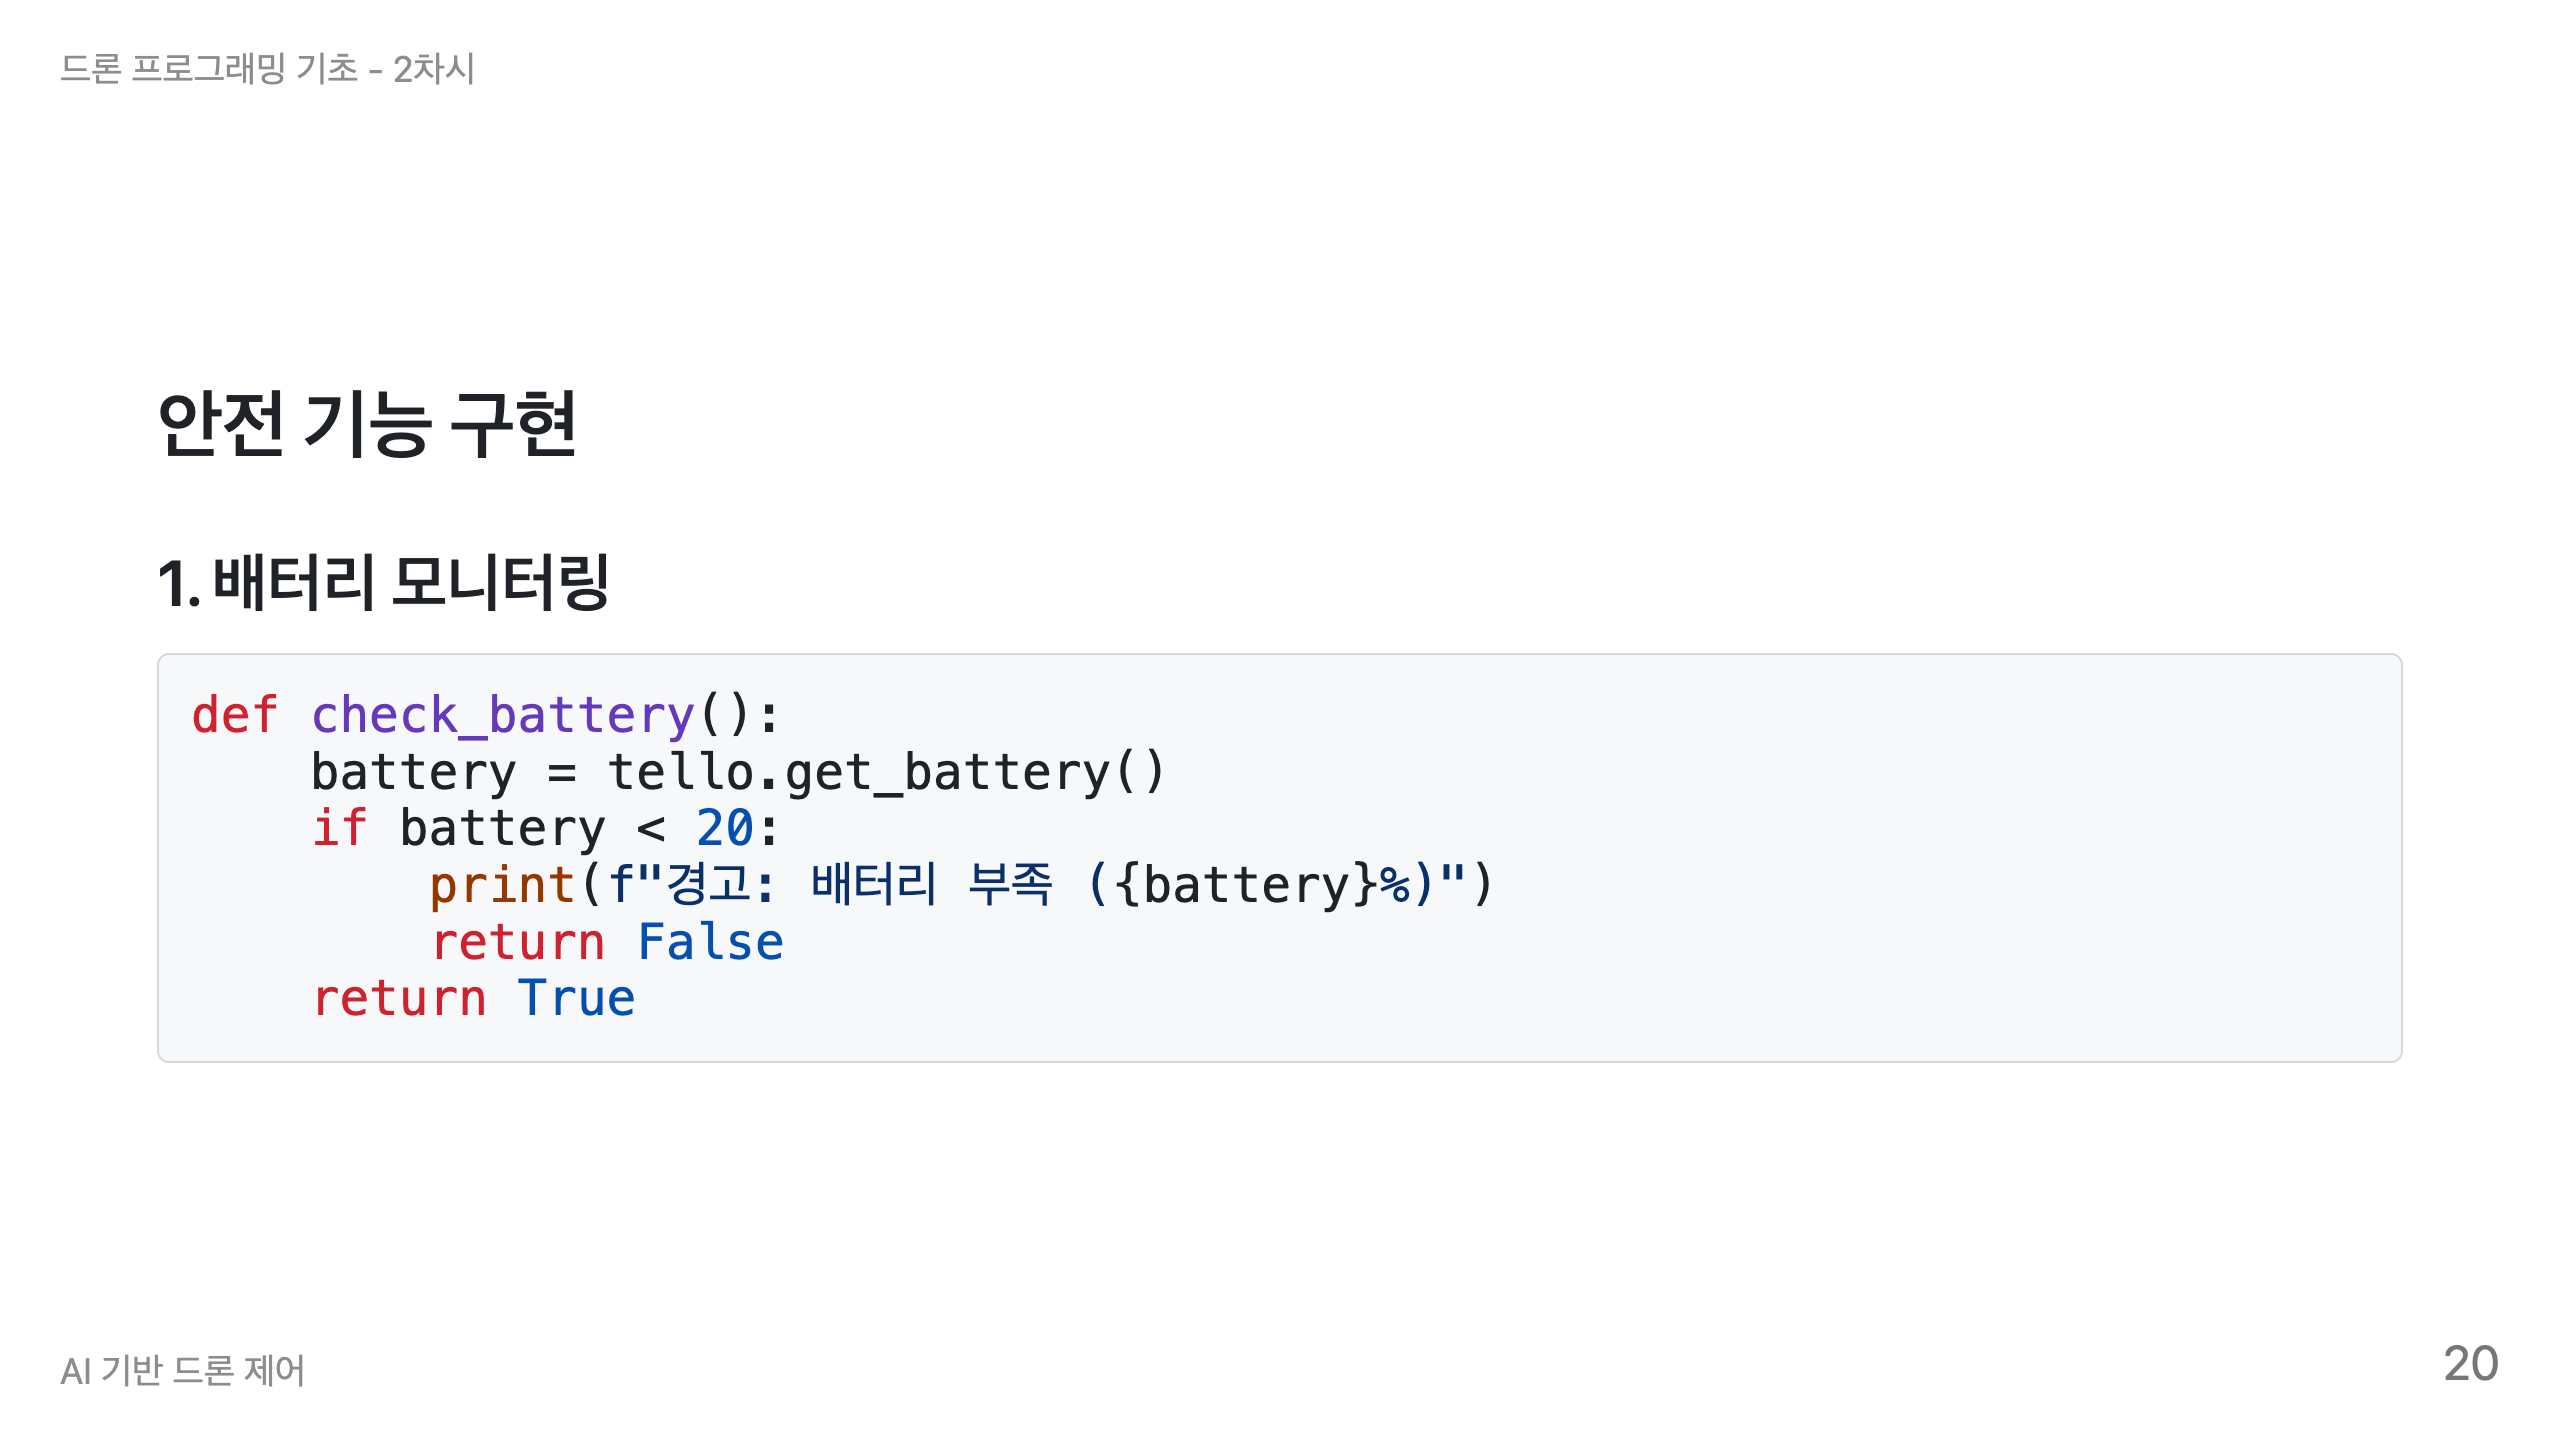 드론 프로그래밍 기초 - 2차시
안전 기능 구현
1. 배터리 모니터링
def check_battery():
    battery = tello.get_battery()
    if battery < 20:
        print(f"경고: 배터리 부족 ({battery}%)")
        return False
    return True
AI 기반 드론 제어
20